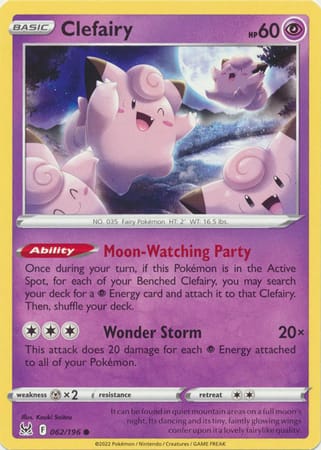 BASIC Clefairy HP 60
NO. 035 Fairy Pokémon HT: 2' WT: 16.5 lbs.
Ability Moon-Watching Party
Once during your turn, if this Pokémon is in the Active
Spot, for each of your Benched Clefairy, you may search
your deck for a Energy card and attach it to that Clefairy.
Then, shuffle your deck.
Wonder Storm 20×
This attack does 20 damage for each Energy attached
to all of your Pokémon.
weakness ×2 resistance retreat
Illus. Kouki Saitou
F 062/196
It can be found in quiet mountain areas on a full moon's
night. Its dancing and its tiny, faintly glowing wings
confer upon it a lovely fairylike quality.
©2022 Pokémon / Nintendo / Creatures / GAME FREAK